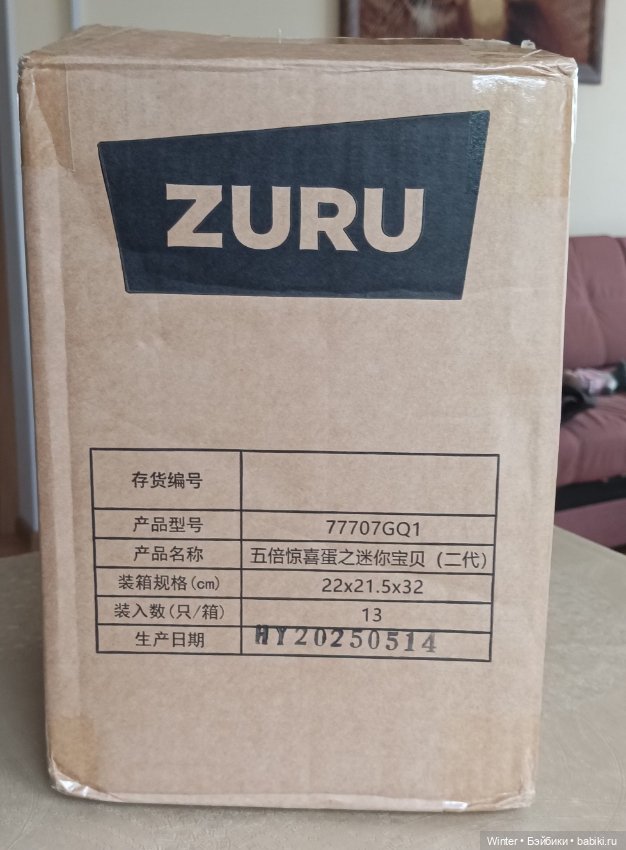 ZURU
存货编号
产品型号 77707GQ1
产品名称 五倍惊喜蛋之迷你宝贝（二代）
装箱规格(cm) 22x21.5x32
装入数(只/箱) 13
生产日期 HY20250514
Winter • Бэйбики • babiki.ru